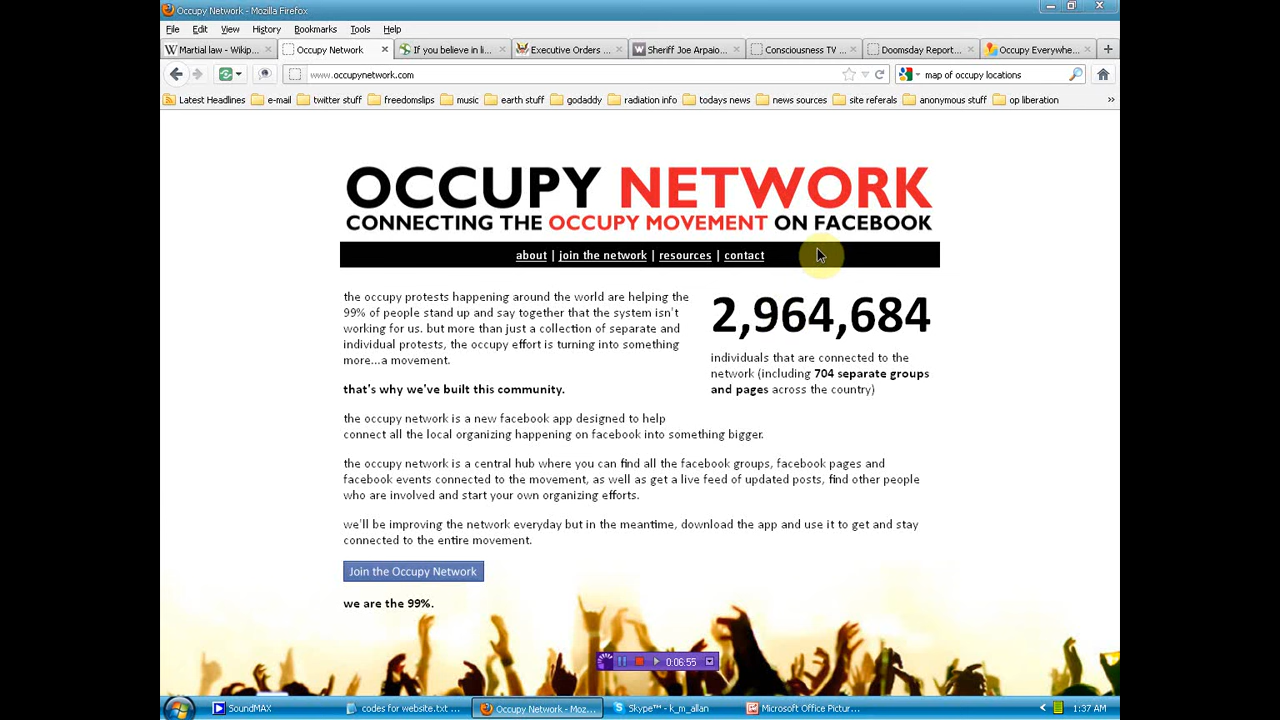 Occupy Network - Mozilla Firefox
File Edit View History Bookmarks Tools Help
Martial law - Wikip... Occupy Network If you believe in li... Executive Orders ... Sheriff Joe Arpaio... Consciousness TV ... Doomsday Report... Occupy Everywhe...
www.occupynetwork.com map of occupy locations
Latest Headlines e-mail twitter stuff freedomslips music earth stuff godaddy radiation info todays news news sources site referals anonymous stuff op liberation
OCCUPY NETWORK
CONNECTING THE OCCUPY MOVEMENT ON FACEBOOK
about | join the network | resources | contact
the occupy protests happening around the world are helping the
99% of people stand up and say together that the system isn't
working for us. but more than just a collection of separate and
individual protests, the occupy effort is turning into something
more...a movement.
2,964,684
individuals that are connected to the
network (including 704 separate groups
and pages across the country)
that's why we've built this community.
the occupy network is a new facebook app designed to help
connect all the local organizing happening on facebook into something bigger.
the occupy network is a central hub where you can find all the facebook groups, facebook pages and
facebook events connected to the movement, as well as get a live feed of updated posts, find other people
who are involved and start your own organizing efforts.
we'll be improving the network everyday but in the meantime, download the app and use it to get and stay
connected to the entire movement.
Join the Occupy Network
we are the 99%.
0:06:55
SoundMAX codes for website.txt ... Occupy Network - Moz... Skype™ - k_m_allan Microsoft Office Pictur... 1:37 AM